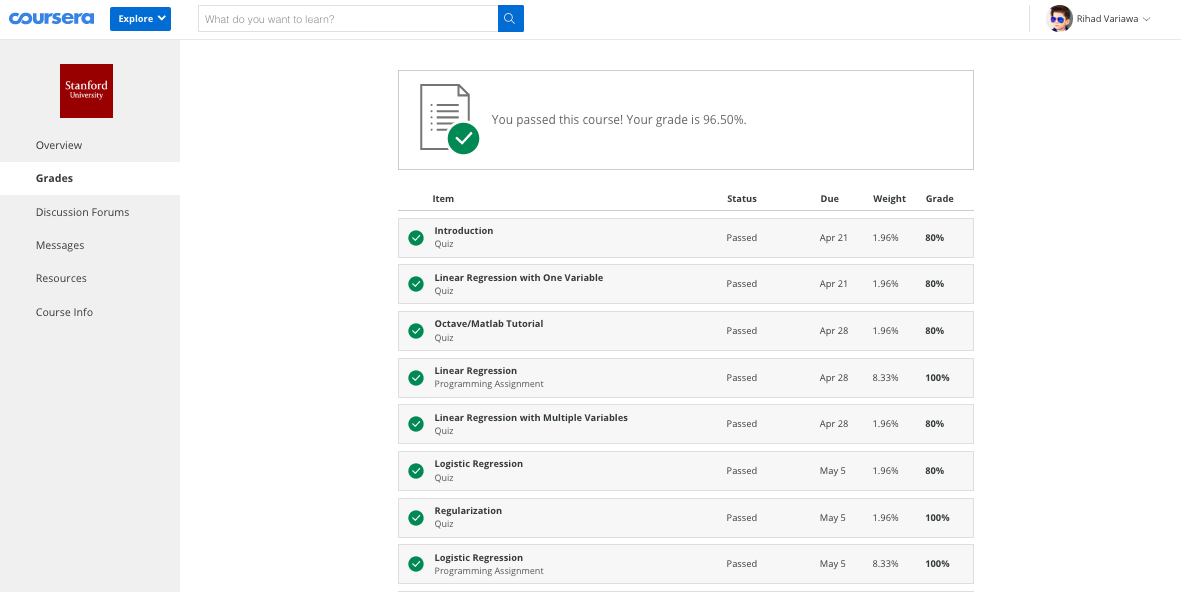 coursera
Explore
What do you want to learn?
Rihad Variawa
Stanford
University
Overview
Grades
Discussion Forums
Messages
Resources
Course Info
You passed this course! Your grade is 96.50%.
Item Status Due Weight Grade
Introduction
Quiz
Passed Apr 21 1.96% 80%
Linear Regression with One Variable
Quiz
Passed Apr 21 1.96% 80%
Octave/Matlab Tutorial
Quiz
Passed Apr 28 1.96% 80%
Linear Regression
Programming Assignment
Passed Apr 28 8.33% 100%
Linear Regression with Multiple Variables
Quiz
Passed Apr 28 1.96% 80%
Logistic Regression
Quiz
Passed May 5 1.96% 80%
Regularization
Quiz
Passed May 5 1.96% 100%
Logistic Regression
Programming Assignment
Passed May 5 8.33% 100%